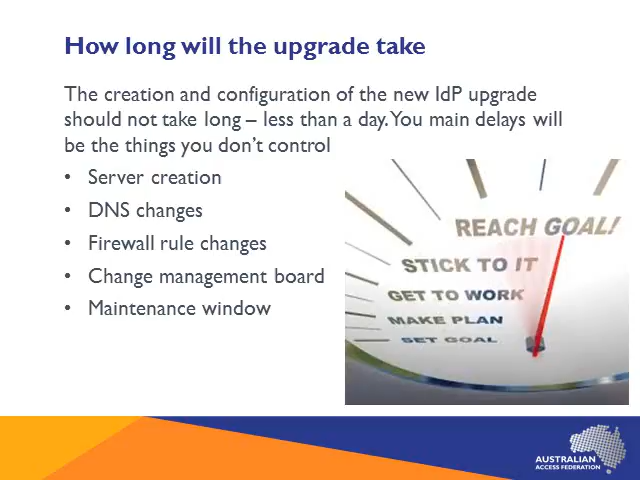 How long will the upgrade take
The creation and configuration of the new IdP upgrade
should not take long – less than a day. You main delays will
be the things you don't control
• Server creation
• DNS changes
• Firewall rule changes
• Change management board
• Maintenance window
REACH GOAL!
STICK TO IT
GET TO WORK
MAKE PLAN
SET GOAL
AUSTRALIAN
ACCESS FEDERATION